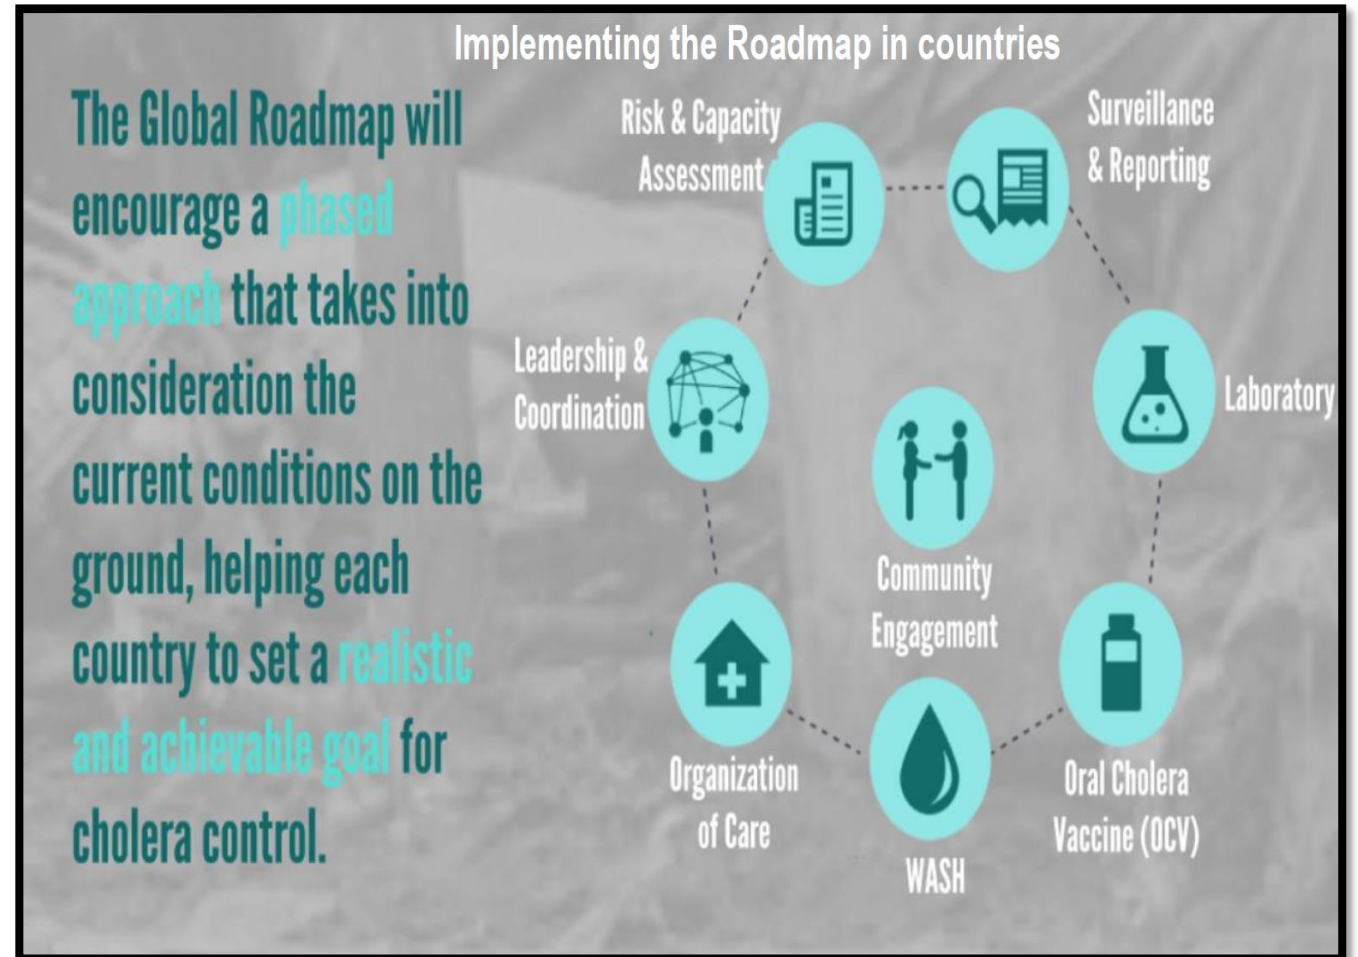 Implementing the Roadmap in countries
The Global Roadmap will
encourage a phased
approach that takes into
consideration the
current conditions on the
ground, helping each
country to set a realistic
and achievable goal for
cholera control.
Risk & Capacity
Assessment
Surveillance
& Reporting
Leadership &
Coordination
Laboratory
Community
Engagement
Organization
of Care
WASH
Oral Cholera
Vaccine (OCV)